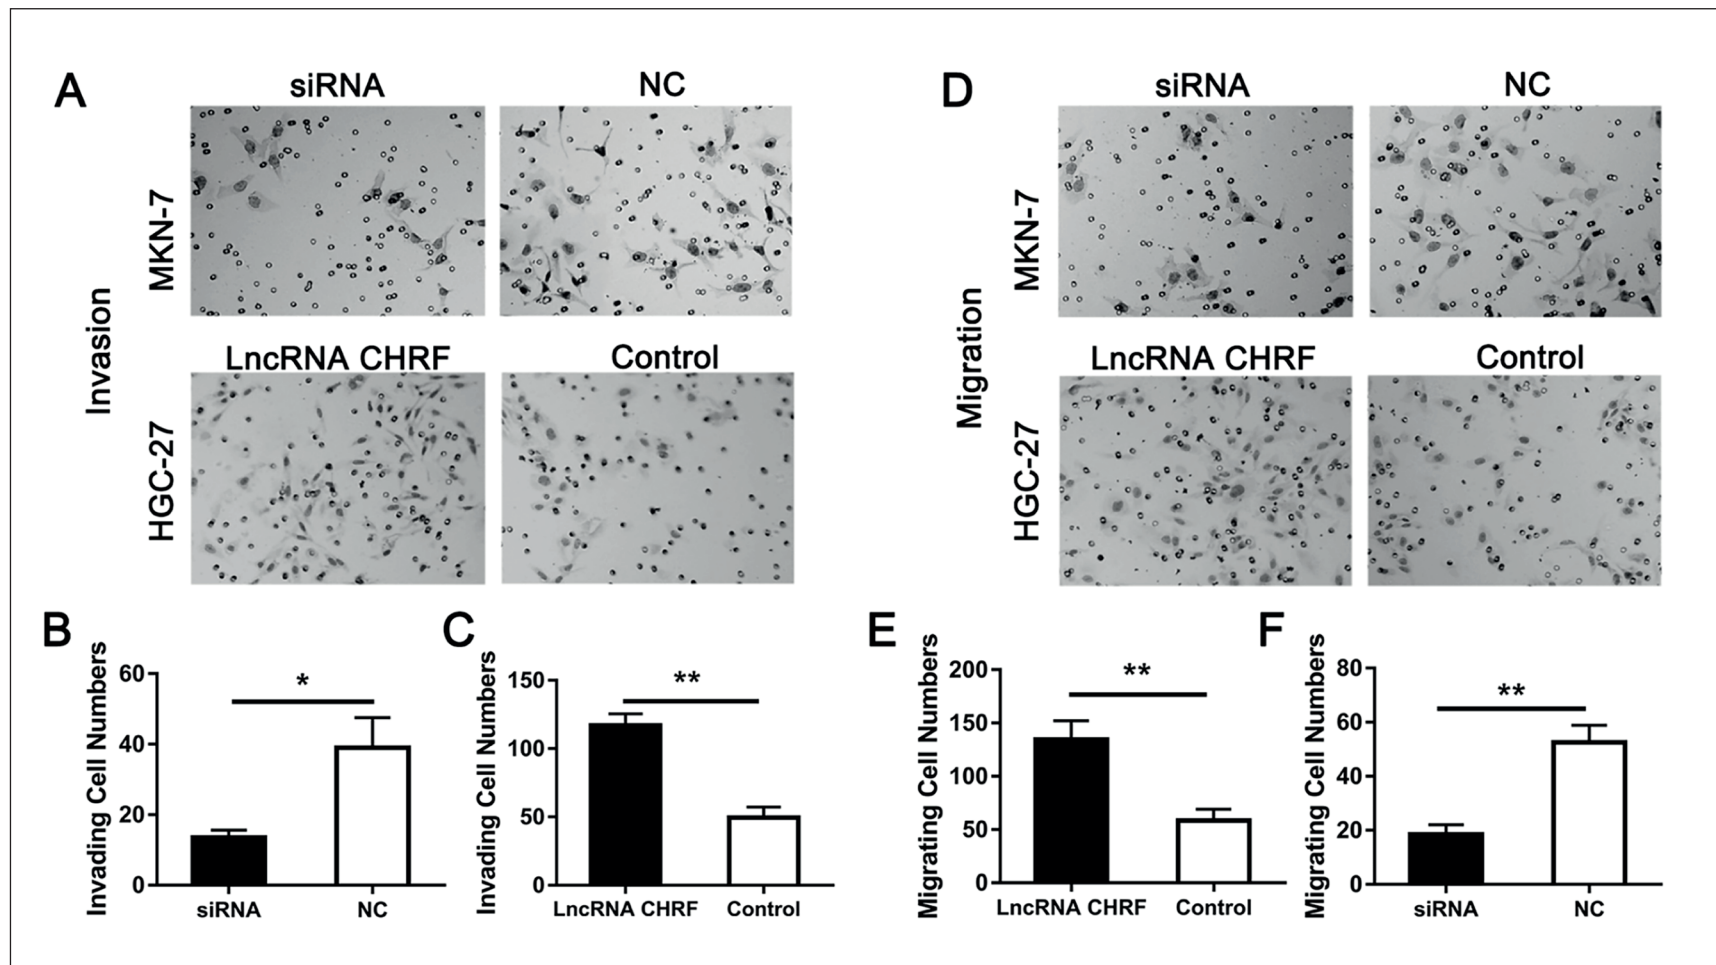 A
siRNA
NC
MKN-7
Invasion
LncRNA CHRF
Control
HGC-27
D
siRNA
NC
MKN-7
Migration
LncRNA CHRF
Control
HGC-27
B
Invading Cell Numbers
60
40
20
0
*
siRNA
NC
C
Invading Cell Numbers
150
100
50
0
**
LncRNA CHRF
Control
E
Migrating Cell Numbers
200
150
100
50
0
**
LncRNA CHRF
Control
F
Migrating Cell Numbers
80
60
40
20
0
**
siRNA
NC